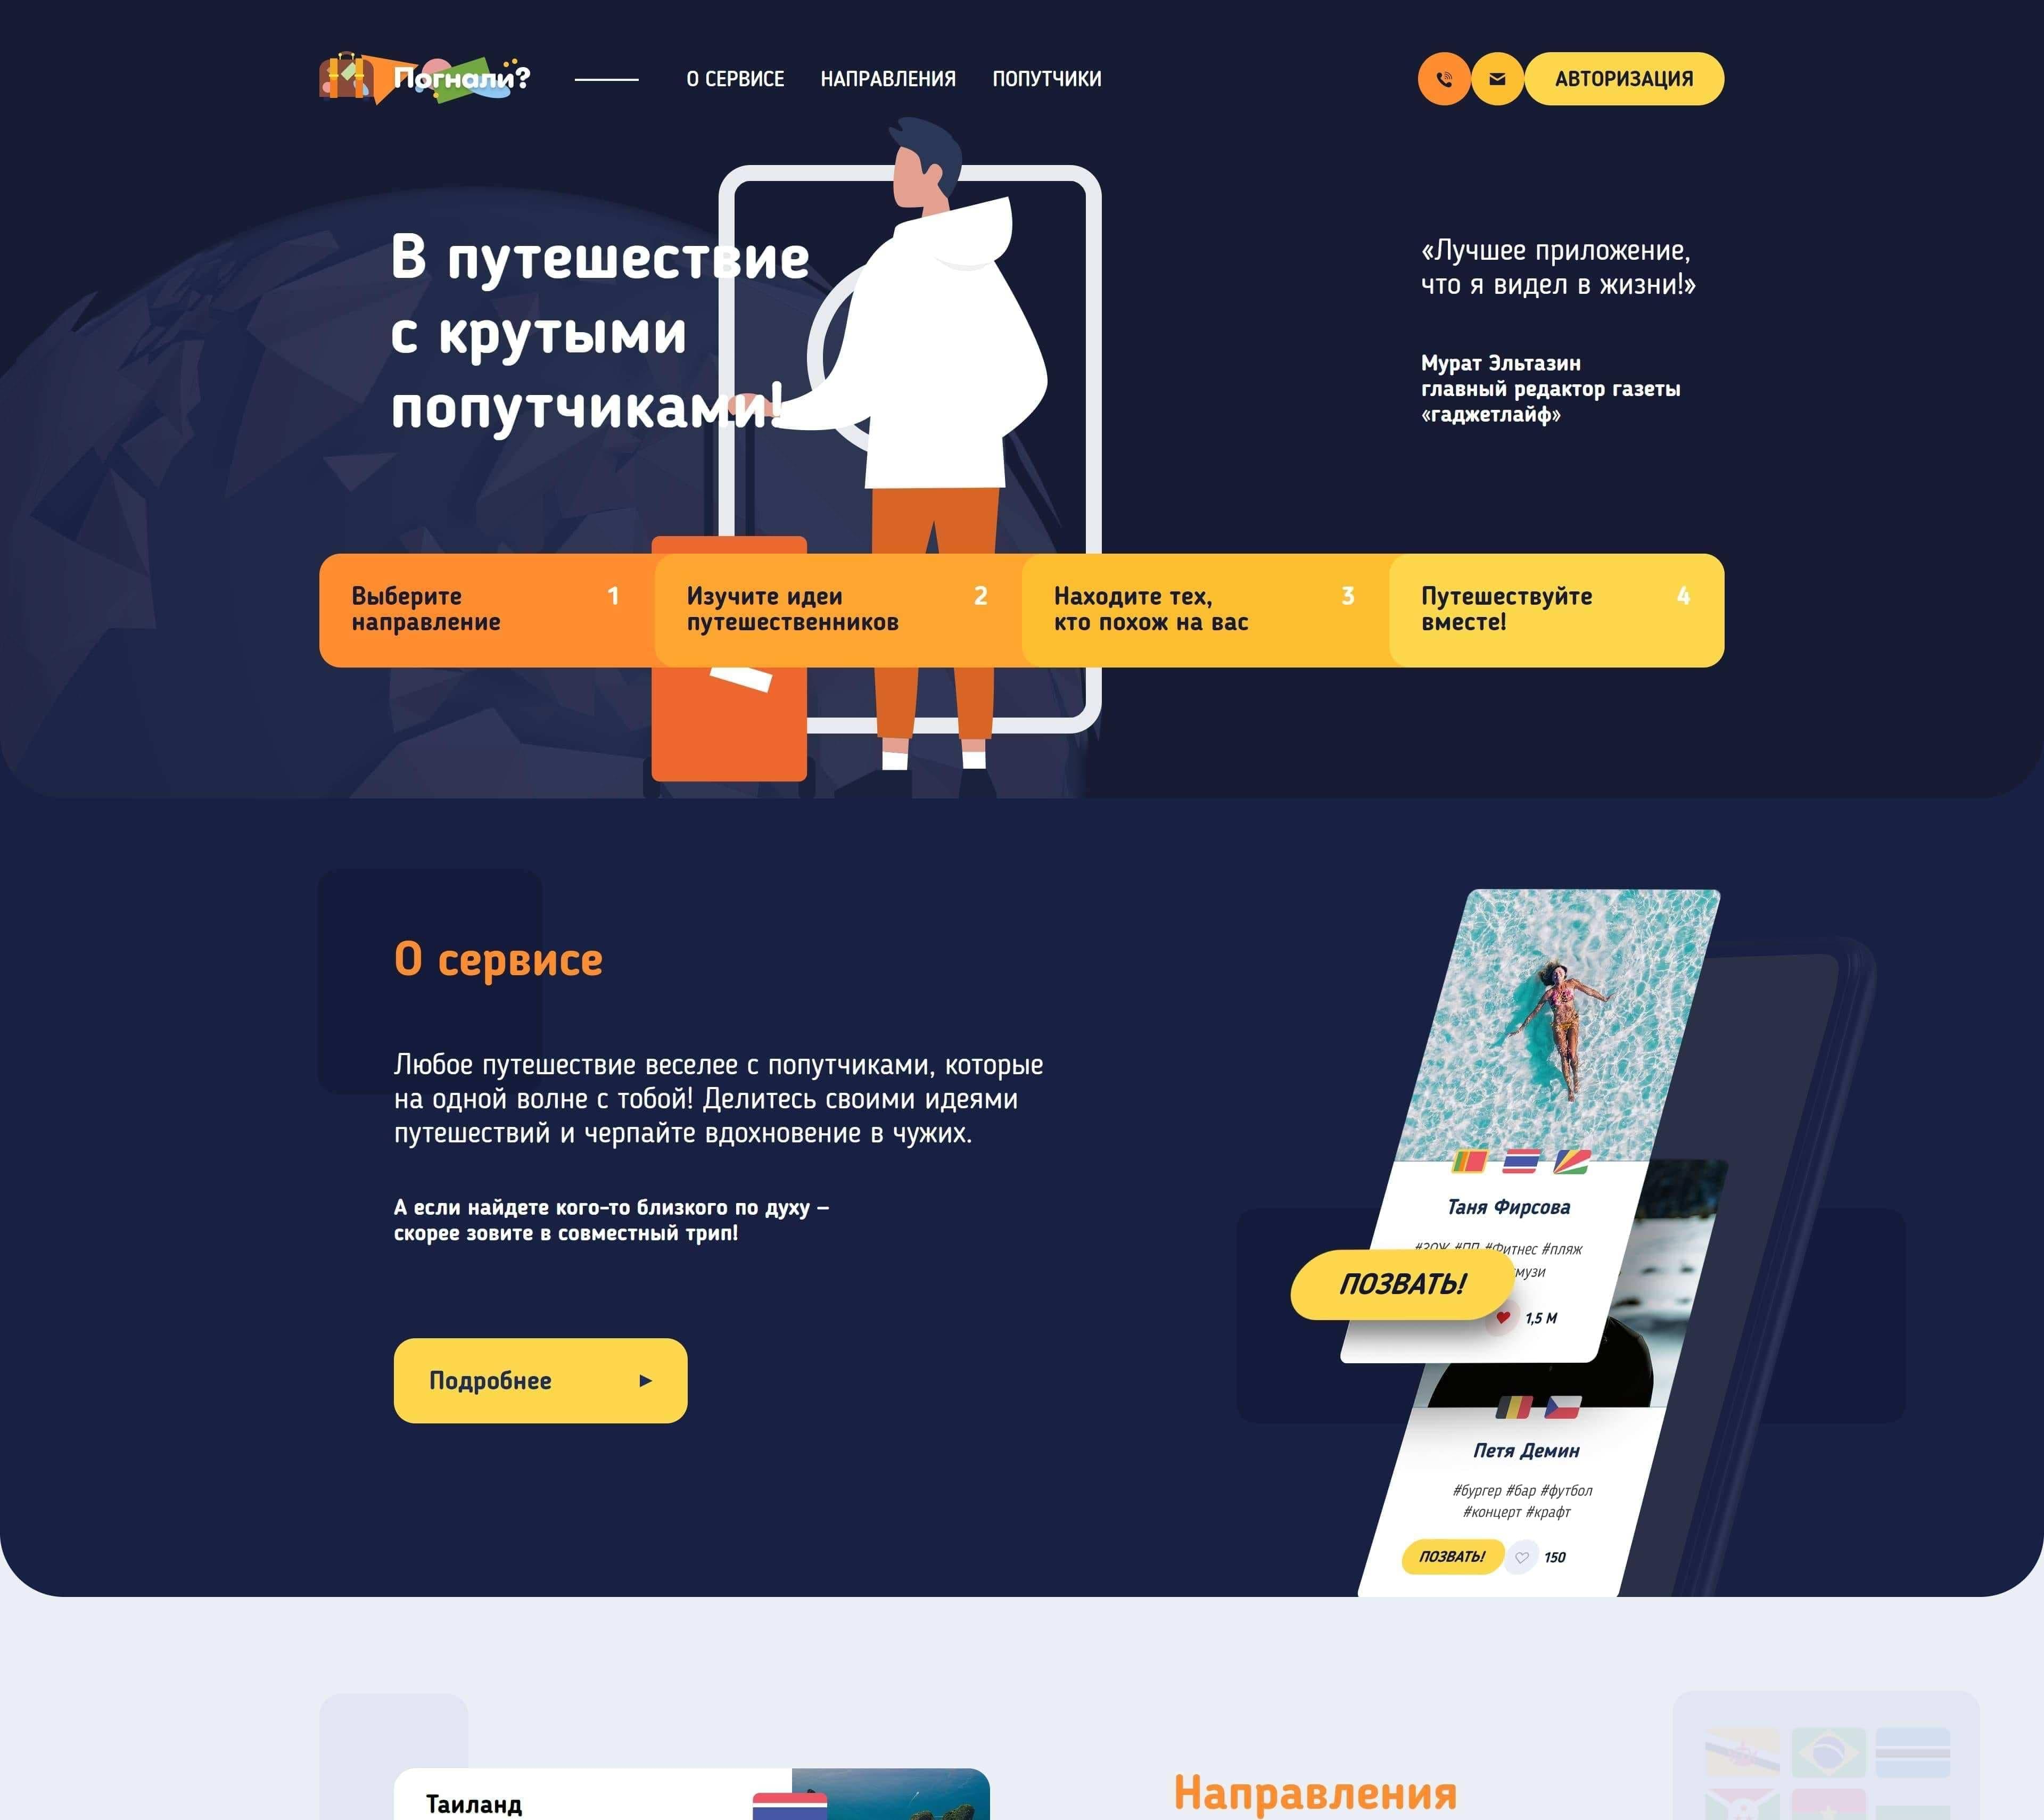 Погнали?
О СЕРВИСЕ
НАПРАВЛЕНИЯ
ПОПУТЧИКИ
АВТОРИЗАЦИЯ
В путешествие
с крутыми
попутчиками!
«Лучшее приложение,
что я видел в жизни!»
Мурат Эльтазин
главный редактор газеты
«гаджетлайф»
Выберите
направление
1
Изучите идеи
путешественников
2
Находите тех,
кто похож на вас
3
Путешествуйте
вместе!
4
О сервисе
Любое путешествие веселее с попутчиками, которые
на одной волне с тобой! Делитесь своими идеями
путешествий и черпайте вдохновение в чужих.
А если найдете кого-то близкого по духу –
скорее зовите в совместный трип!
Подробнее
Таня Фирсова
#ЗОЖ #ПП #Фитнес #пляж
ПОЗВАТЬ!
1,5 М
Петя Демин
#бургер #бар #футбол
#концерт #крафт
ПОЗВАТЬ!
150
Таиланд
Направления